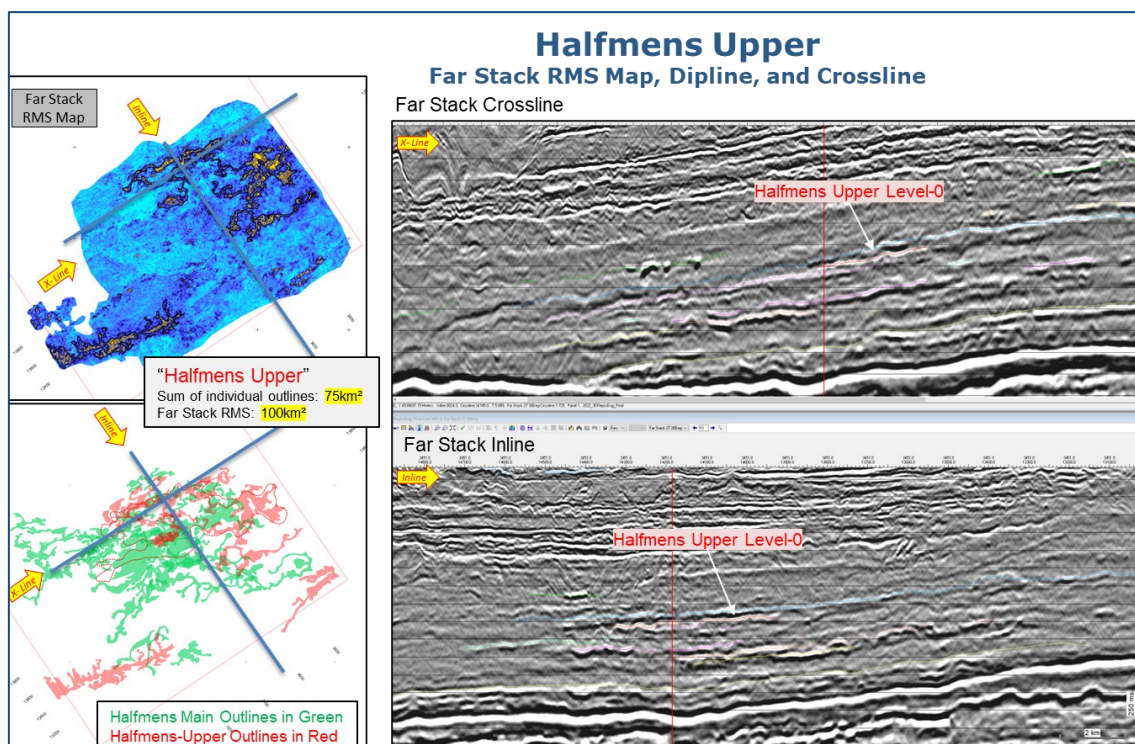 Halfmens Upper
Far Stack RMS Map, Dipline, and Crossline
Far Stack
RMS Map
Inline
X- Line
"Halfmens Upper"
Sum of individual outlines: 75km²
Far Stack RMS: 100km²
Inline
X- Line
Halfmens Main Outlines in Green
Halfmens-Upper Outlines in Red
Far Stack Crossline
X- Line
Halfmens Upper Level-0
Far Stack Inline
Inline
Halfmens Upper Level-0
250 ms
2 km